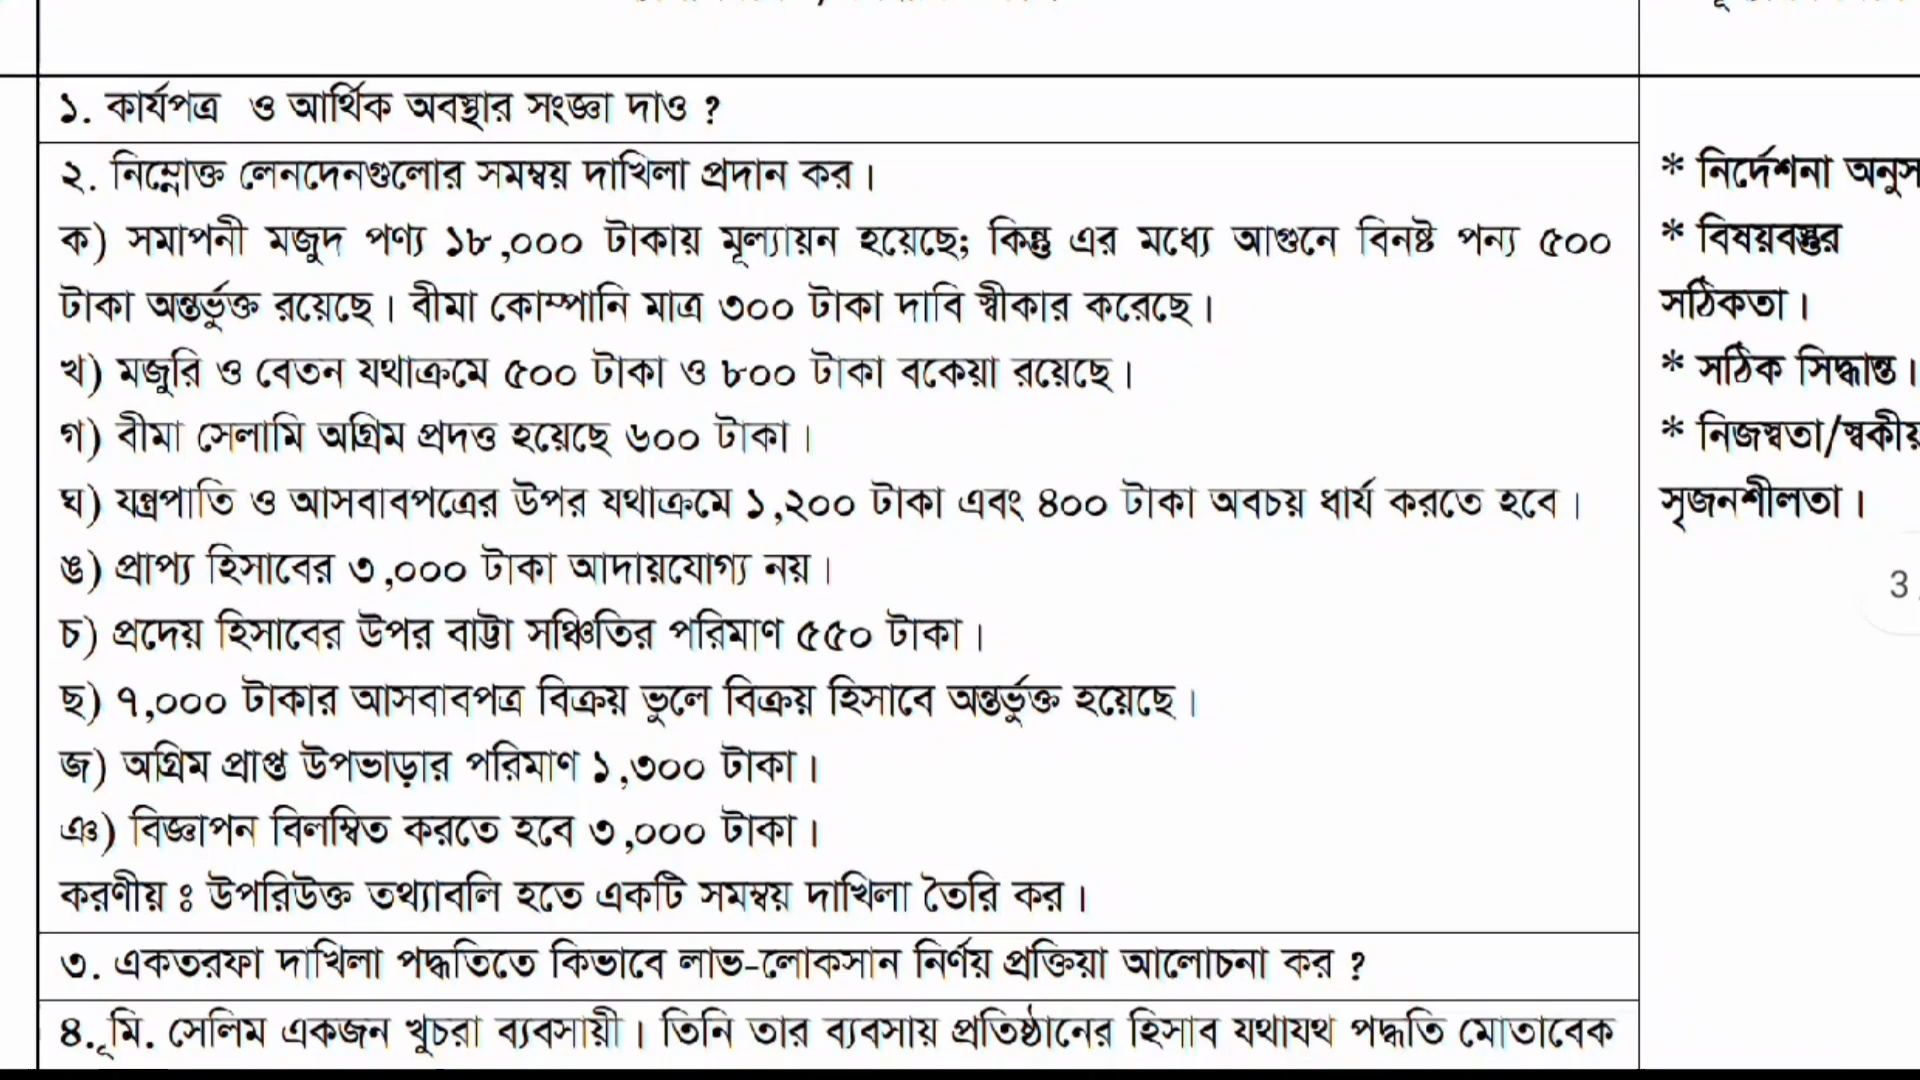 ১. কার্যপত্র ও আর্থিক অবস্থার সংজ্ঞা দাও ?
২. নিম্নোক্ত লেনদেনগুলোর সমন্বয় দাখিলা প্রদান কর।
ক) সমাপনী মজুদ পণ্য ১৮,০০০ টাকায় মূল্যায়ন হয়েছে; কিন্তু এর মধ্যে আগুনে বিনষ্ট পন্য ৫০০
টাকা অন্তর্ভুক্ত রয়েছে। বীমা কোম্পানি মাত্র ৩০০ টাকা দাবি স্বীকার করেছে।
খ) মজুরি ও বেতন যথাক্রমে ৫০০ টাকা ও ৮০০ টাকা বকেয়া রয়েছে।
গ) বীমা সেলামি অগ্রিম প্রদত্ত হয়েছে ৬০০ টাকা।
ঘ) যন্ত্রপাতি ও আসবাবপত্রের উপর যথাক্রমে ১,২০০ টাকা এবং ৪০০ টাকা অবচয় ধার্য করতে হবে।
ঙ) প্রাপ্য হিসাবের ৩,০০০ টাকা আদায়যোগ্য নয়।
চ) প্রদেয় হিসাবের উপর বাট্টা সঞ্চিতির পরিমাণ ৫৫০ টাকা।
ছ) ৭,০০০ টাকার আসবাবপত্র বিক্রয় ভুলে বিক্রয় হিসাবে অন্তর্ভুক্ত হয়েছে।
জ) অগ্রিম প্রাপ্ত উপভাড়ার পরিমাণ ১,৩০০ টাকা।
ঞ) বিজ্ঞাপন বিলম্বিত করতে হবে ৩,০০০ টাকা।
করণীয় ঃ উপরিউক্ত তথ্যাবলি হতে একটি সমন্বয় দাখিলা তৈরি কর।
৩. একতরফা দাখিলা পদ্ধতিতে কিভাবে লাভ-লোকসান নির্ণয় প্রক্রিয়া আলোচনা কর ?
৪. মি. সেলিম একজন খুচরা ব্যবসায়ী। তিনি তার ব্যবসায় প্রতিষ্ঠানের হিসাব যথাযথ পদ্ধতি মোতাবেক
* নির্দেশনা
* বিষয়বস্তুর
সঠিকতা।
* সঠিক সিদ্ধান্ত।
* নিজস্বতা/স্বকীয়
সৃজনশীলতা।
3